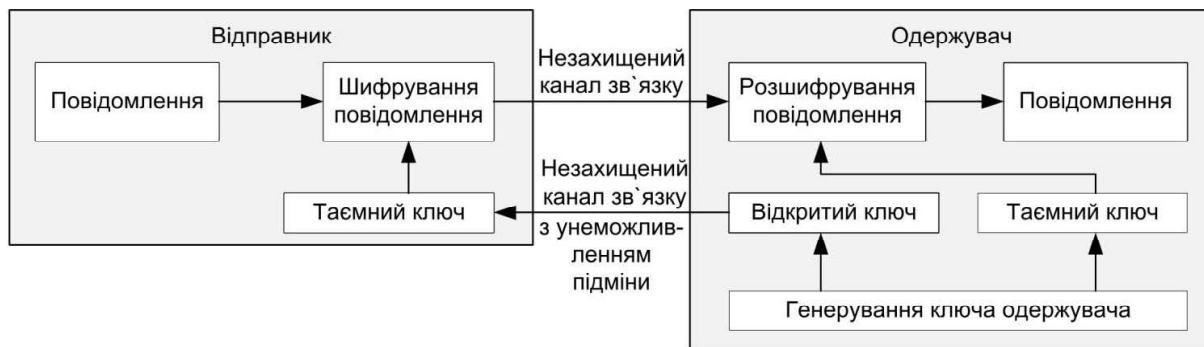 Відправник
Повідомлення
Шифрування
повідомлення
Таємний ключ
Незахищений
канал зв`язку
Незахищений
канал зв`язку
з унеможлив-
ленням
підміни
Одержувач
Розшифрування
повідомлення
Повідомлення
Відкритий ключ
Таємний ключ
Генерування ключа одержувача